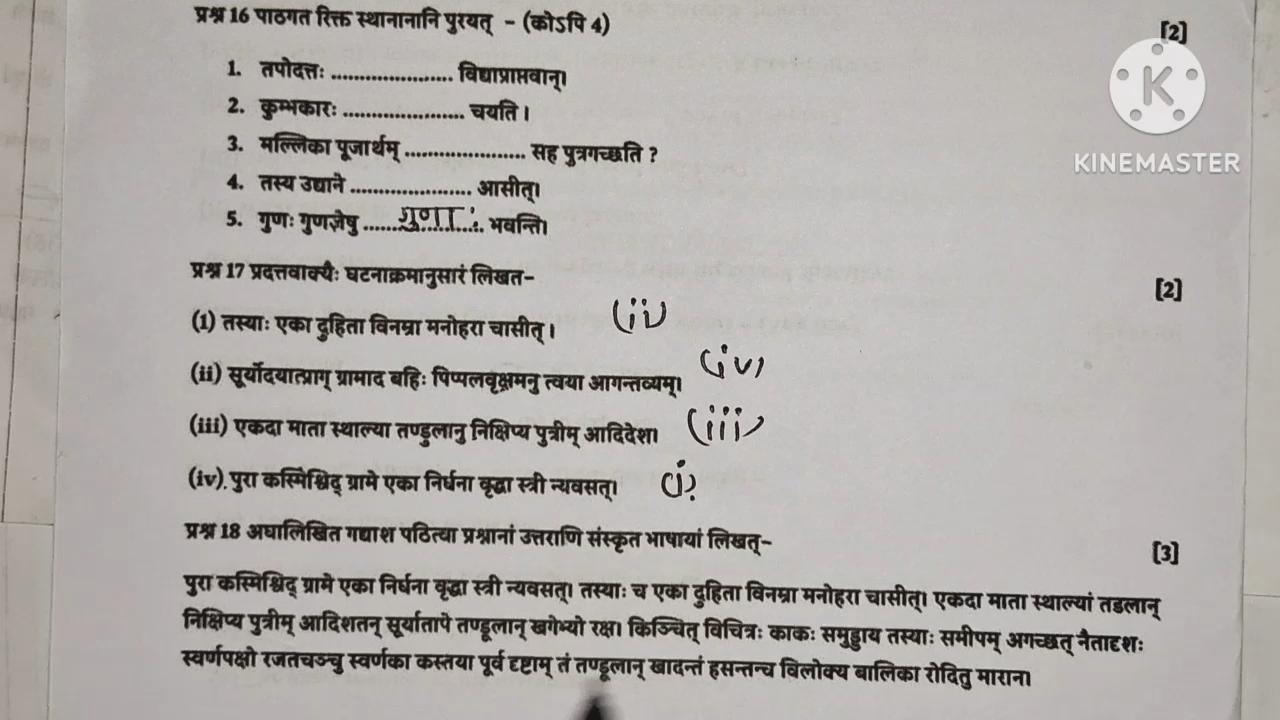 प्रश्न 16 पाठगत रिक्त स्थानानानि पुरयत् - (कोऽपि 4) [2]
1. तपोदत्तः ..................... विद्याप्राप्तवान्।
2. कुम्भकारः ..................... चयति।
3. मल्लिका पूजार्थम् ..................... सह पुत्रगच्छति ?
4. तस्य उद्याने ..................... आसीत्।
5. गुणः गुणज्ञेषु ......गुणाः...... भवन्ति।
KINEMASTER
प्रश्न 17 प्रदत्तवाक्यैः घटनाक्रमानुसारं लिखत- [2]
(1) तस्याः एका दुहिता विनम्रा मनोहरा चासीत्। (ii)
(ii) सूर्योदयात्प्राग् ग्रामाद बहिः पिप्पलवृक्षमनु त्वया आगन्तव्यम्। (iv)
(iii) एकदा माता स्थाल्या तण्डुलानु निक्षिप्य पुत्रीम् आदिदेश। (iii)
(iv). पुरा कस्मिंश्चिद् ग्रामे एका निर्धना वृद्धा स्त्री न्यवसत्। (i)
प्रश्न 18 अघालिखित गद्याश पठित्या प्रश्नानां उत्तराणि संस्कृत भाषायां लिखत्- [3]
पुरा कस्मिश्चिद् ग्रामे एका निर्धना वृद्धा स्त्री न्यवसत्। तस्याः च एका दुहिता विनम्रा मनोहरा चासीत्। एकदा माता स्थाल्यां तडलान्
निक्षिप्य पुत्रीम् आदिशतन् सूर्यातापे तण्डूलान् खगेभ्यो रक्ष। किञ्चित् विचित्रः काकः समुड्डाय तस्याः समीपम् अगच्छत् नैतादृशः
स्वर्णपक्षो रजतचञ्चु स्वर्णका कस्तया पूर्व दृष्टाम् तं तण्डूलान् खादन्तं हसन्तन्च विलोक्य बालिका रोदितु मारान।